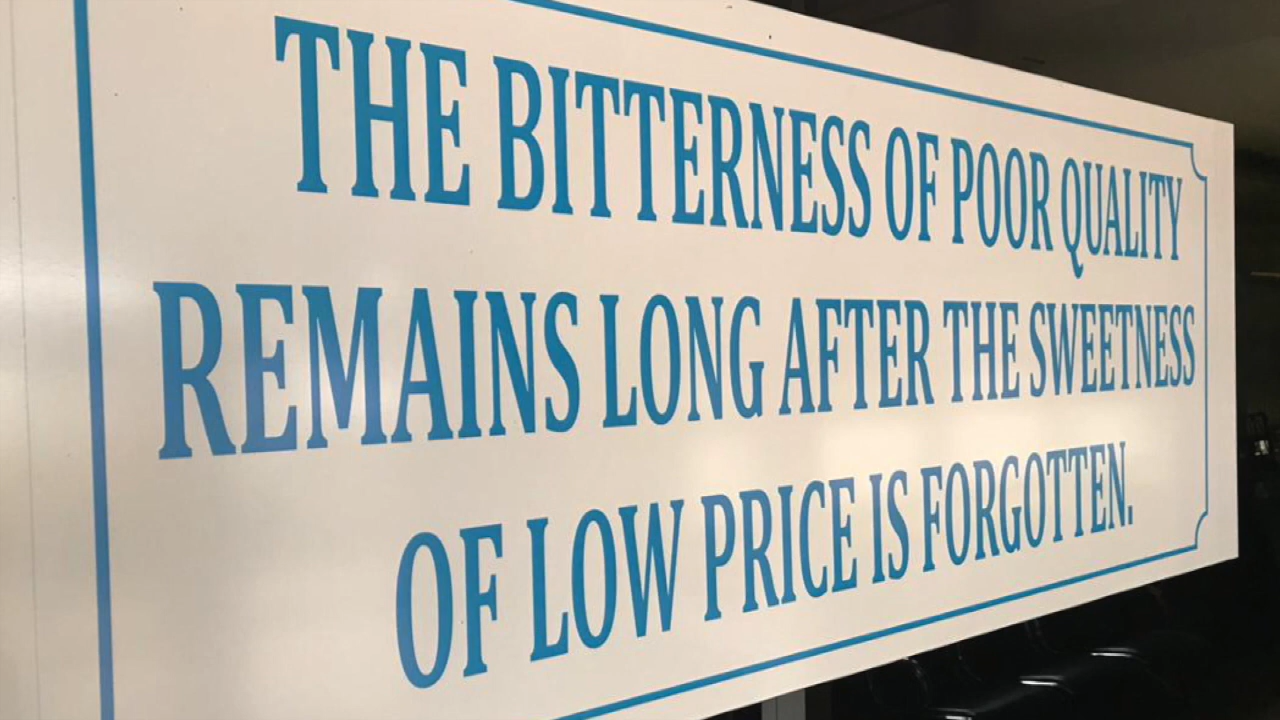 THE BITTERNESS OF POOR QUALITY
REMAINS LONG AFTER THE SWEETNESS
OF LOW PRICE IS FORGOTTEN.